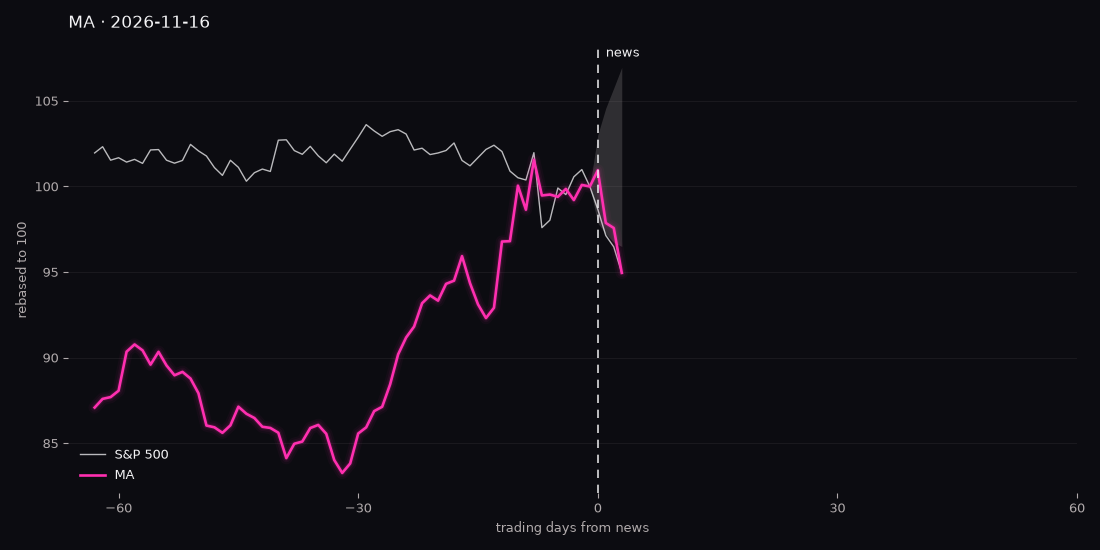 MA · 2026-11-16
news
105
100
95
90
85
rebased to 100
S&P 500
MA
−60
−30
0
30
60
trading days from news